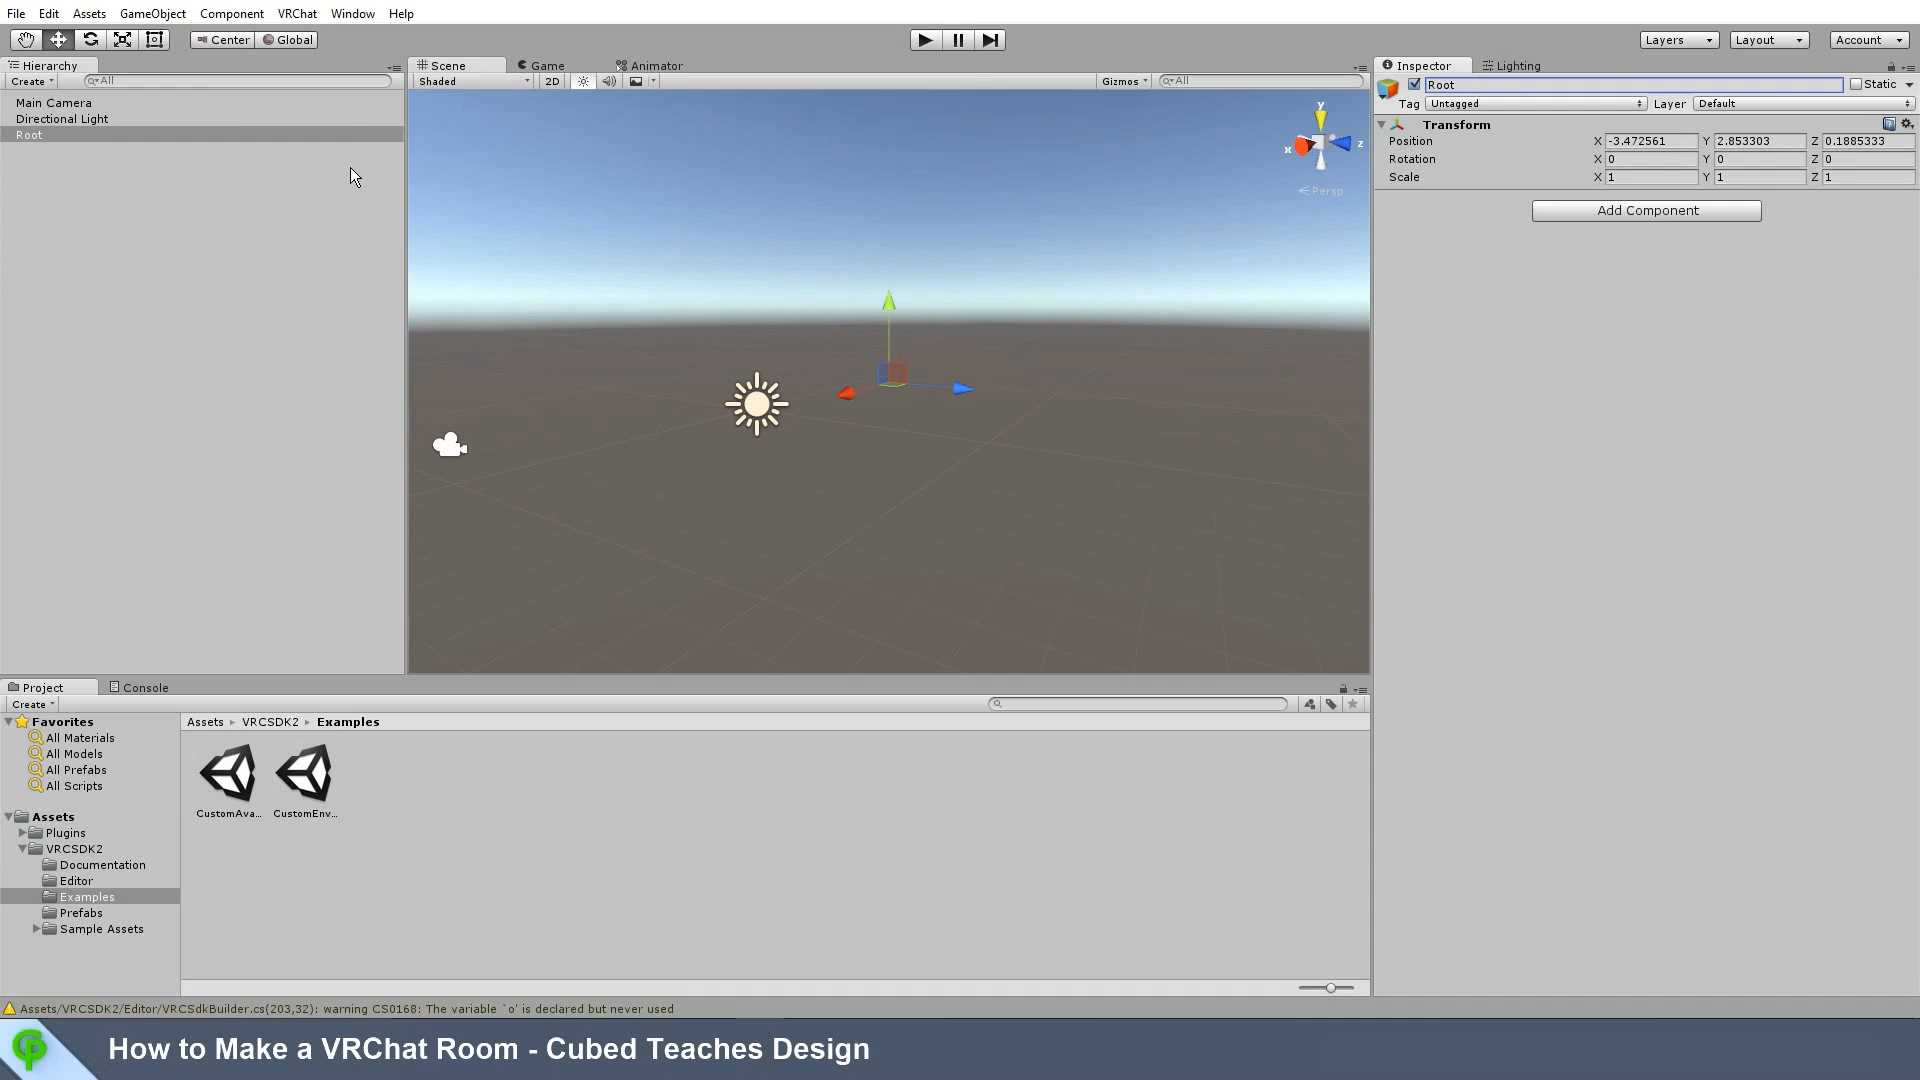 File Edit Assets GameObject Component VRChat Window Help
Center Global Layers Layout Account
Hierarchy
Create All
Main Camera
Directional Light
Root
Scene Game Animator
Shaded 2D Gizmos All
y
x z
Persp
Inspector Lighting
Root Static
Tag Untagged Layer Default
Transform
Position X -3.472561 Y 2.853303 Z 0.1885333
Rotation X 0 Y 0 Z 0
Scale X 1 Y 1 Z 1
Add Component
Project Console
Create
Favorites
All Materials
All Models
All Prefabs
All Scripts
Assets
Plugins
VRCSDK2
Documentation
Editor
Examples
Prefabs
Sample Assets
Assets VRCSDK2 Examples
CustomAva... CustomEnv...
Assets/VRCSDK2/Editor/VRCSdkBuilder.cs(203,32): warning CS0168: The variable `o' is declared but never used
How to Make a VRChat Room - Cubed Teaches Design